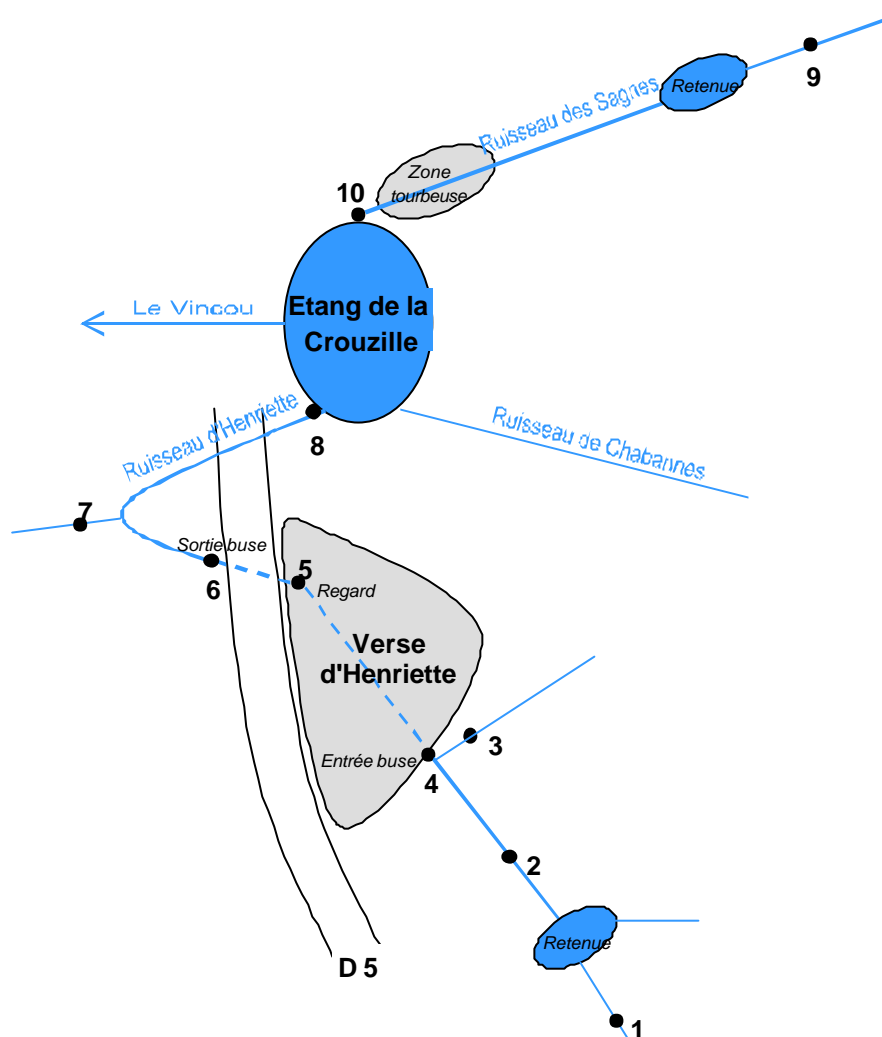 9
Retenue
Ruisseau des Sagnes
Zone
tourbeuse
10
Le Vincou
Etang de la
Crouzille
Ruisseau d'Henriette
8
Ruisseau de Chabannes
7
Sortie buse
5
6
Regard
Verse
d'Henriette
3
Entrée buse
4
2
Retenue
D 5
1